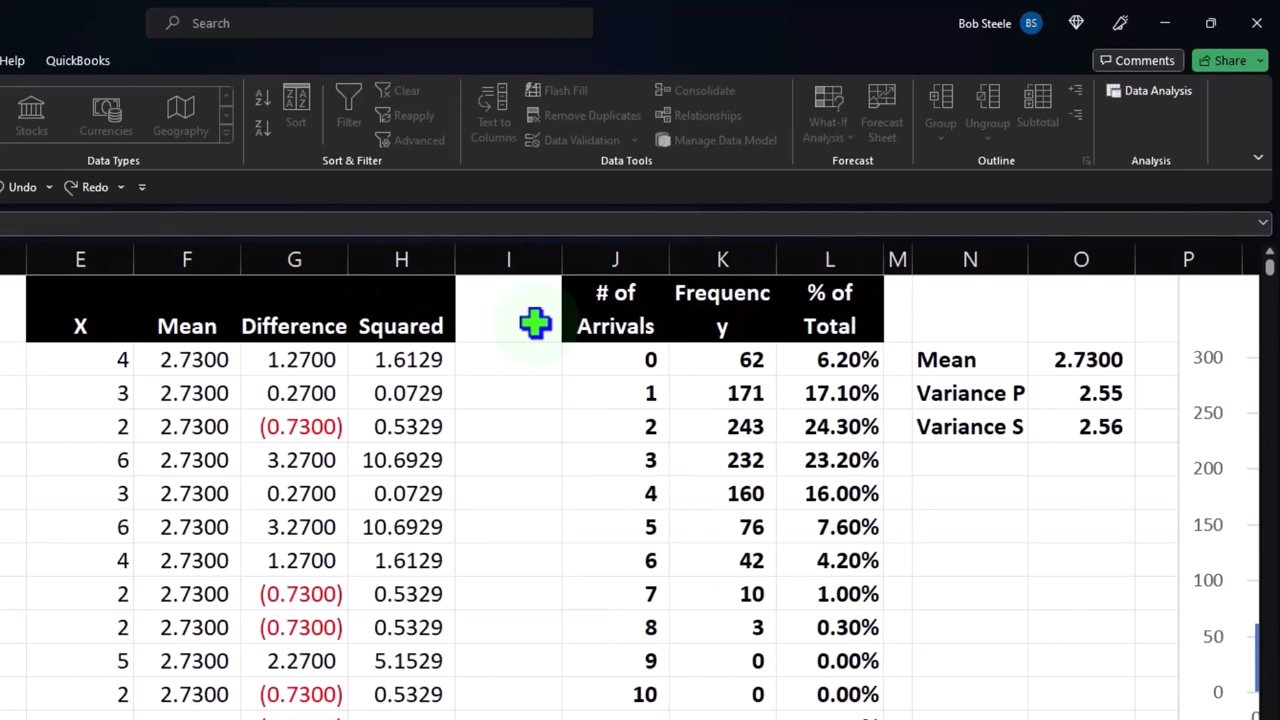 Search
Bob Steele BS
Help QuickBooks
Comments Share
Stocks Currencies Geography
Sort Filter Clear
Reapply
Advanced
Text to Columns Flash Fill
Remove Duplicates
Data Validation
Consolidate
Relationships
Manage Data Model
What-If Analysis Forecast Sheet
Group Ungroup Subtotal
Data Analysis
Data Types Sort & Filter Data Tools Forecast Outline Analysis
Undo Redo
E F G H I J K L M N O P
# of Frequenc % of
X Mean Difference Squared Arrivals y Total
4 2.7300 1.2700 1.6129 0 62 6.20% Mean 2.7300 300
3 2.7300 0.2700 0.0729 1 171 17.10% Variance P 2.55
250
2 2.7300 (0.7300) 0.5329 2 243 24.30% Variance S 2.56
6 2.7300 3.2700 10.6929 3 232 23.20% 200
3 2.7300 0.2700 0.0729 4 160 16.00%
6 2.7300 3.2700 10.6929 5 76 7.60% 150
4 2.7300 1.2700 1.6129 6 42 4.20%
100
2 2.7300 (0.7300) 0.5329 7 10 1.00%
2 2.7300 (0.7300) 0.5329 8 3 0.30% 50
5 2.7300 2.2700 5.1529 9 0 0.00%
2 2.7300 (0.7300) 0.5329 10 0 0.00% 0